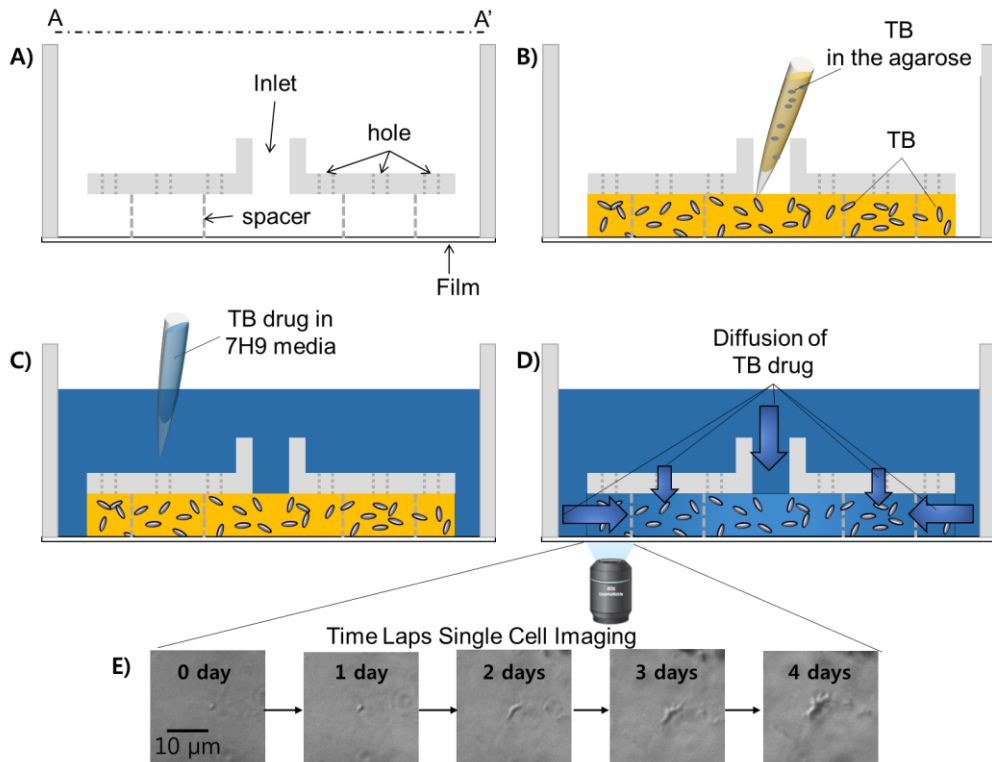 A
A'
A)
Inlet
hole
spacer
Film
B)
TB
in the agarose
TB
C)
TB drug in
7H9 media
D)
Diffusion of
TB drug
Time Laps Single Cell Imaging
E)
0 day
1 day
2 days
3 days
4 days
10 μm